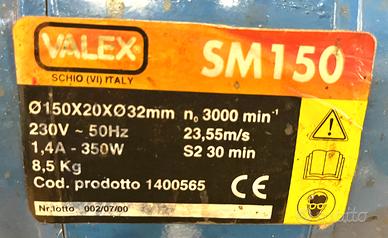 VALEX
SCHIO (VI) ITALY
SM150
Ø150X20XØ32mm n₀ 3000 min⁻¹
230V ~ 50Hz 23,55m/s
1,4A - 350W S2 30 min
8,5 Kg
Cod. prodotto 1400565
CE
Nr.lotto 002/07/00
subito